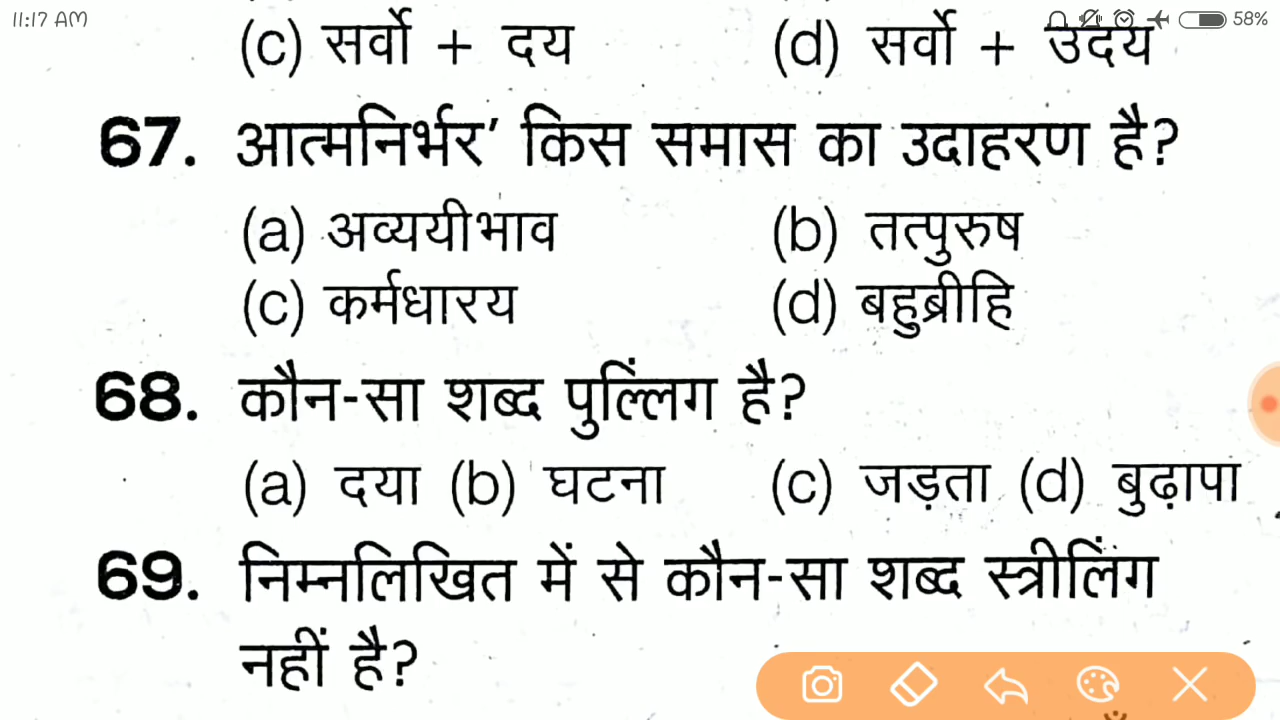 11:17 AM 58%
(c) सर्वो + दय (d) सर्वो + उदय
67. आत्मनिर्भर’ किस समास का उदाहरण है?
(a) अव्ययीभाव (b) तत्पुरुष
(c) कर्मधारय (d) बहुब्रीहि
68. कौन-सा शब्द पुल्लिंग है?
(a) दया (b) घटना (c) जड़ता (d) बुढ़ापा
69. निम्नलिखित में से कौन-सा शब्द स्त्रीलिंग
नहीं है?